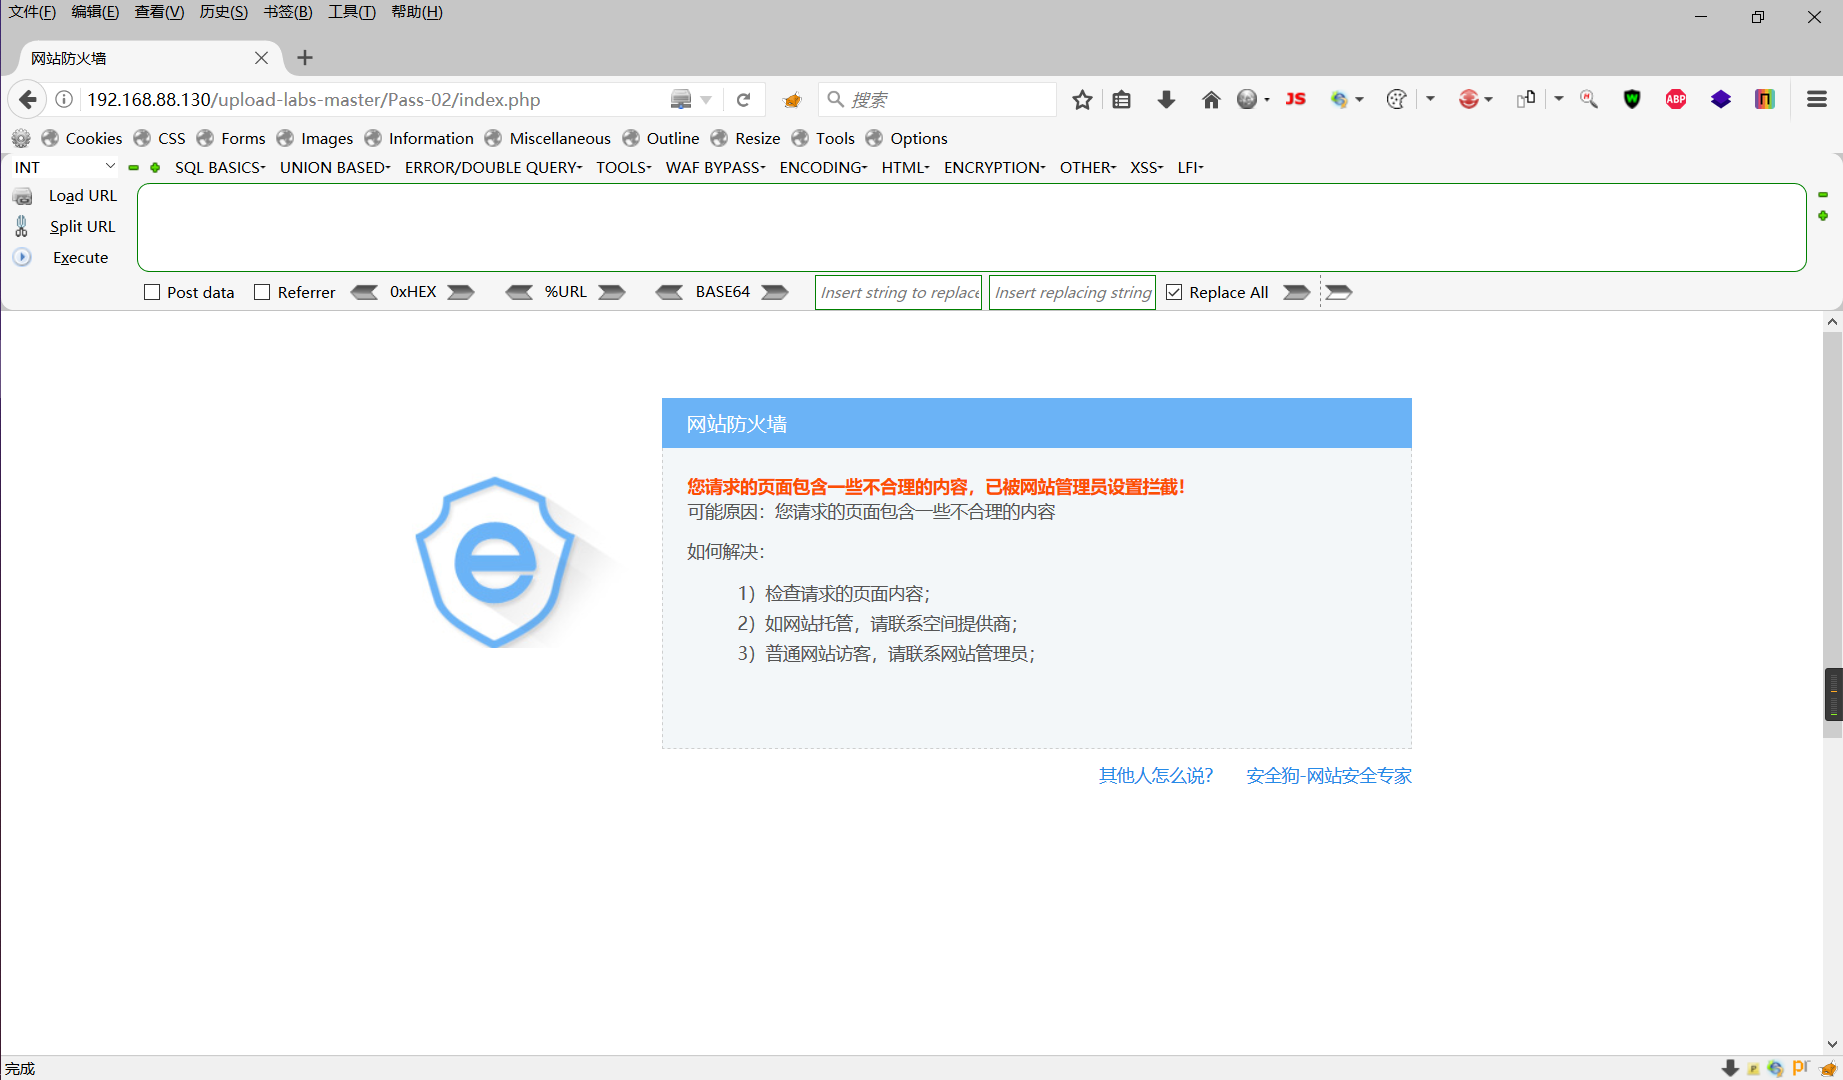 文件(F) 编辑(E) 查看(V) 历史(S) 书签(B) 工具(T) 帮助(H)
网站防火墙
192.168.88.130/upload-labs-master/Pass-02/index.php
搜索
JS
ABP
Cookies CSS Forms Images Information Miscellaneous Outline Resize Tools Options
INT SQL BASICS UNION BASED ERROR/DOUBLE QUERY TOOLS WAF BYPASS ENCODING HTML ENCRYPTION OTHER XSS LFI
Load URL
Split URL
Execute
Post data Referrer 0xHEX %URL BASE64 Insert string to replace Insert replacing string Replace All
网站防火墙
您请求的页面包含一些不合理的内容，已被网站管理员设置拦截！
可能原因：您请求的页面包含一些不合理的内容
如何解决：
1）检查请求的页面内容；
2）如网站托管，请联系空间提供商；
3）普通网站访客，请联系网站管理员；
其他人怎么说？ 安全狗-网站安全专家
完成